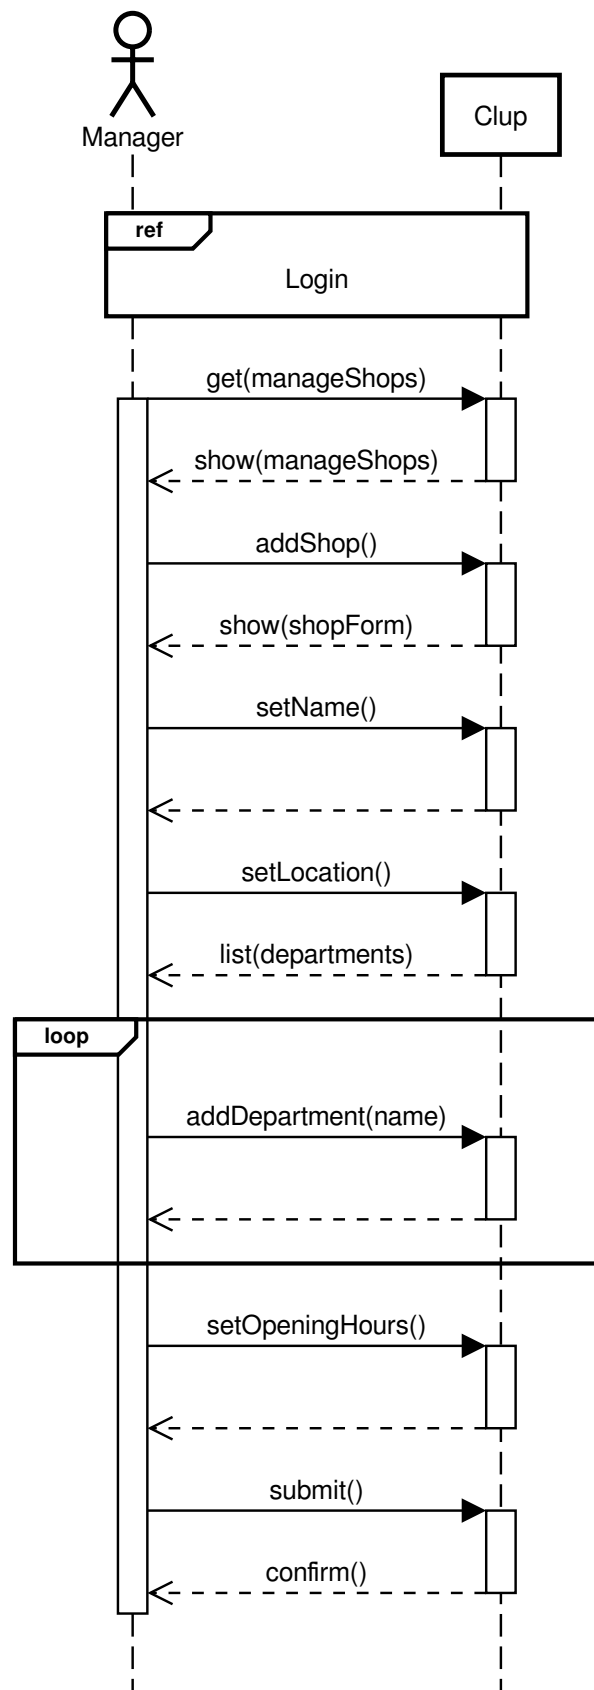 Manager
Clup
ref
Login
get(manageShops)
show(manageShops)
addShop()
show(shopForm)
setName()
setLocation()
list(departments)
loop
addDepartment(name)
setOpeningHours()
submit()
confirm()